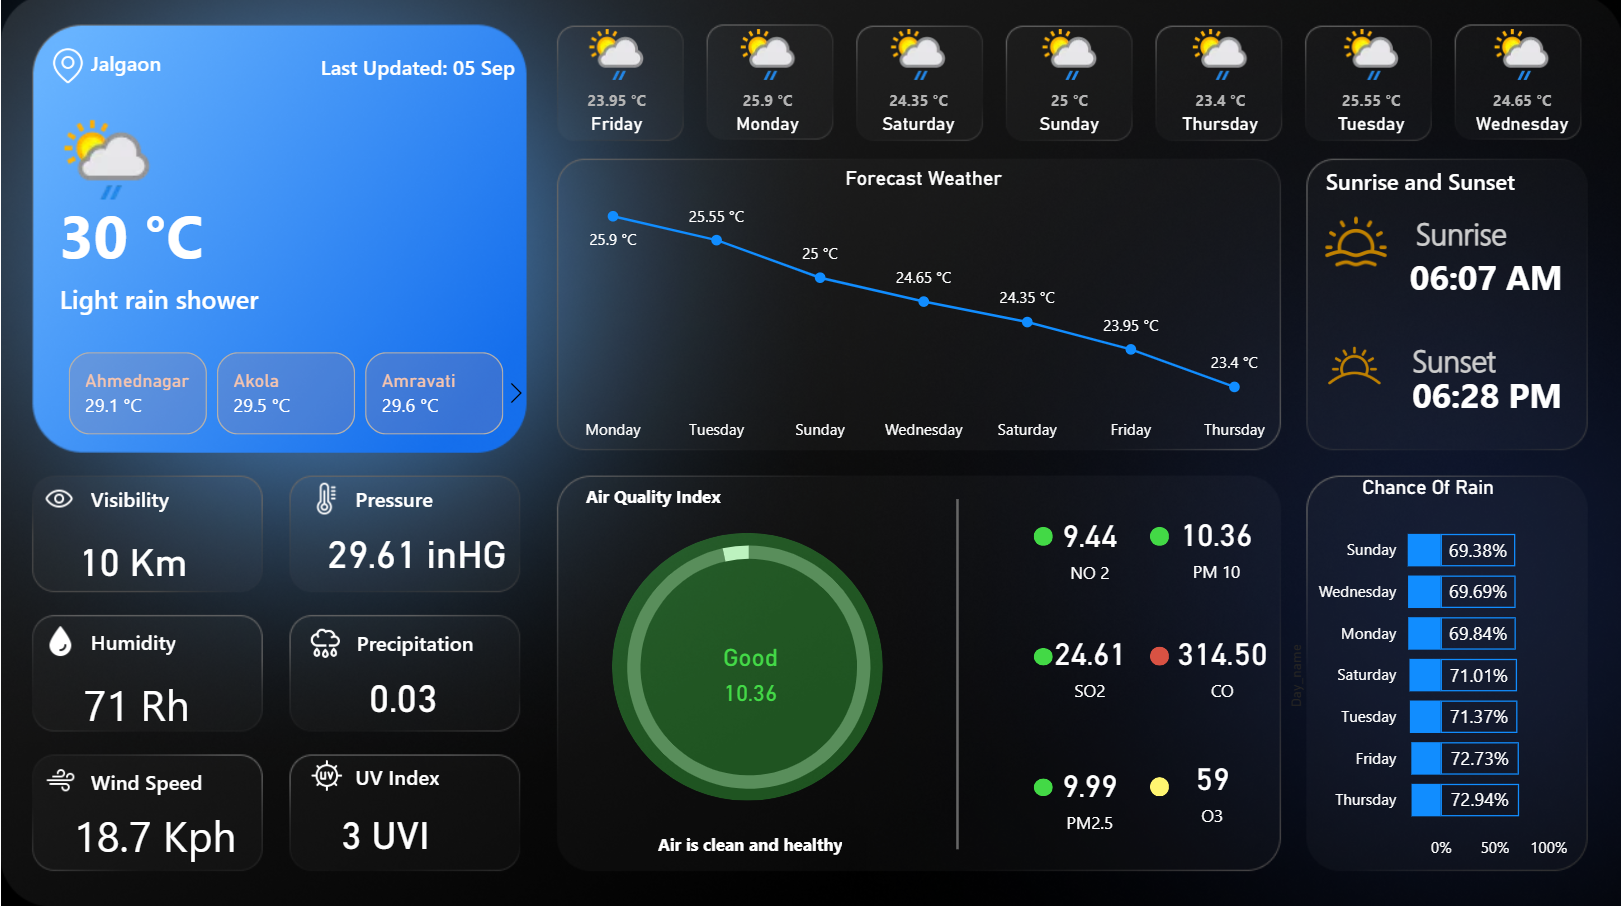 Jalgaon
Last Updated: 05 Sep
30 °C
Light rain shower
Ahmednagar
29.1 °C
Akola
29.5 °C
Amravati
29.6 °C
23.95 °C
Friday
25.9 °C
Monday
24.35 °C
Saturday
25 °C
Sunday
23.4 °C
Thursday
25.55 °C
Tuesday
24.65 °C
Wednesday
Forecast Weather
25.9 °C
25.55 °C
25 °C
24.65 °C
24.35 °C
23.95 °C
23.4 °C
Monday
Tuesday
Sunday
Wednesday
Saturday
Friday
Thursday
Sunrise and Sunset
Sunrise
06:07 AM
Sunset
06:28 PM
Visibility
10 Km
Pressure
29.61 inHG
Humidity
71 Rh
Precipitation
0.03
Wind Speed
18.7 Kph
UV
UV Index
3 UVI
Air Quality Index
Good
10.36
Air is clean and healthy
9.44
NO 2
10.36
PM 10
24.61
SO2
314.50
CO
9.99
PM2.5
59
O3
Chance Of Rain
Day_name
Sunday 69.38%
Wednesday 69.69%
Monday 69.84%
Saturday 71.01%
Tuesday 71.37%
Friday 72.73%
Thursday 72.94%
0% 50% 100%